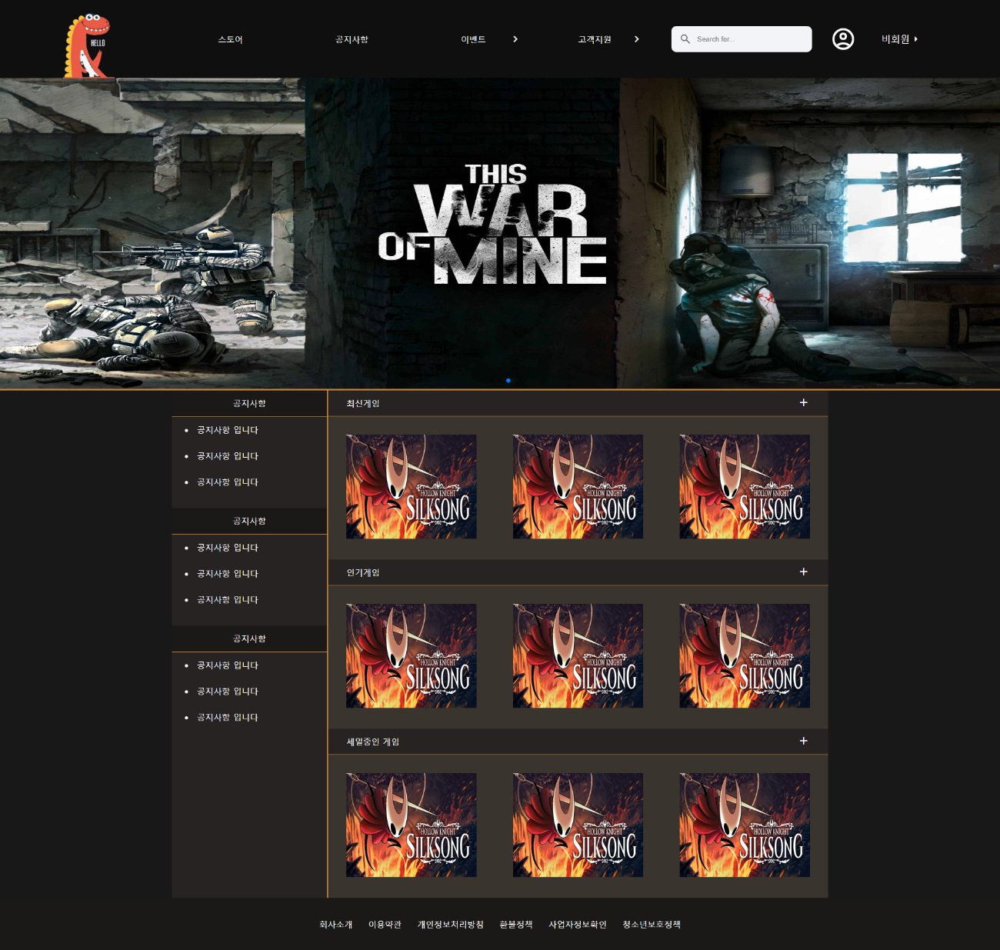 HELLO
스토어
공지사항
이벤트
고객지원
Search for...
비회원
THIS
WAR
OF MINE
공지사항
공지사항 입니다
공지사항 입니다
공지사항 입니다
공지사항
공지사항 입니다
공지사항 입니다
공지사항 입니다
공지사항
공지사항 입니다
공지사항 입니다
공지사항 입니다
최신게임
HOLLOW KNIGHT
SILKSONG
HOLLOW KNIGHT
SILKSONG
HOLLOW KNIGHT
SILKSONG
인기게임
HOLLOW KNIGHT
SILKSONG
HOLLOW KNIGHT
SILKSONG
HOLLOW KNIGHT
SILKSONG
세일중인 게임
HOLLOW KNIGHT
SILKSONG
HOLLOW KNIGHT
SILKSONG
HOLLOW KNIGHT
SILKSONG
회사소개 이용약관 개인정보처리방침 환불정책 사업자정보확인 청소년보호정책